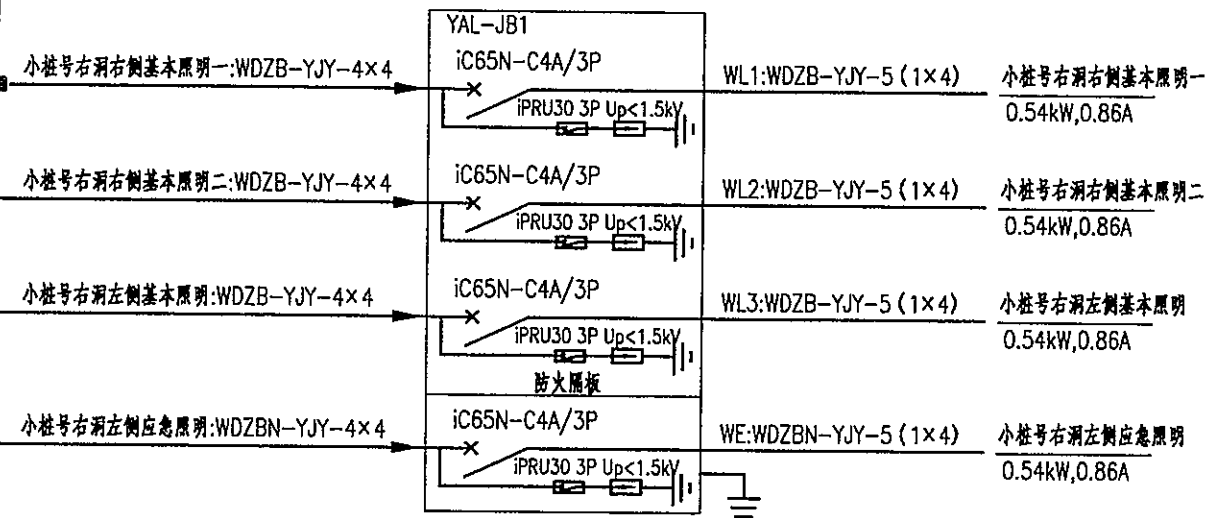 YAL-JB1
小桩号右洞右侧基本照明一:WDZB-YJY-4×4
iC65N-C4A/3P
iPRU30 3P Up<1.5kV
WL1:WDZB-YJY-5(1×4)
小桩号右洞右侧基本照明一
0.54kW,0.86A
小桩号右洞右侧基本照明二:WDZB-YJY-4×4
iC65N-C4A/3P
iPRU30 3P Up<1.5kV
WL2:WDZB-YJY-5(1×4)
小桩号右洞右侧基本照明二
0.54kW,0.86A
小桩号右洞左侧基本照明:WDZB-YJY-4×4
iC65N-C4A/3P
iPRU30 3P Up<1.5kV
WL3:WDZB-YJY-5(1×4)
小桩号右洞左侧基本照明
0.54kW,0.86A
防火隔板
小桩号右洞左侧应急照明:WDZBN-YJY-4×4
iC65N-C4A/3P
iPRU30 3P Up<1.5kV
WE:WDZBN-YJY-5(1×4)
小桩号右洞左侧应急照明
0.54kW,0.86A